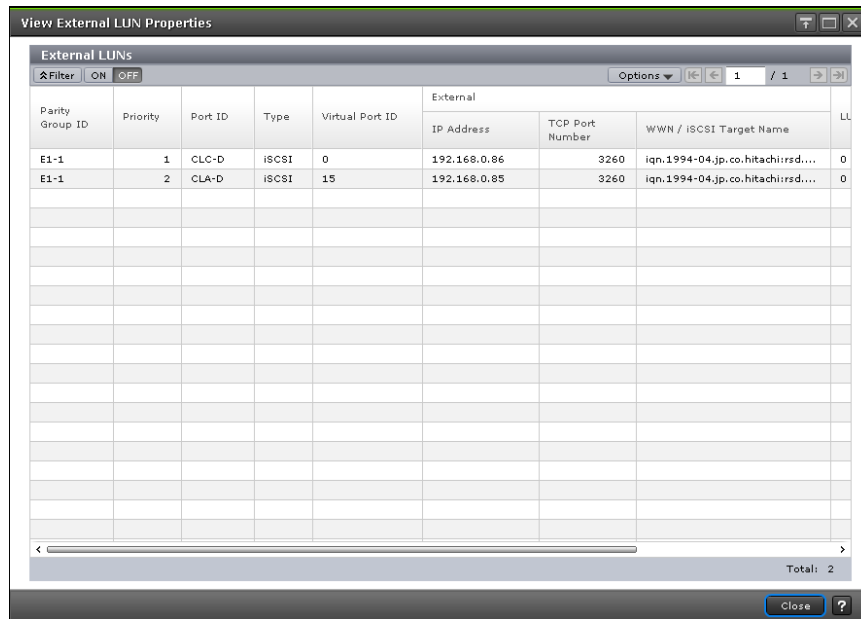 View External LUN Properties
External LUNs
Filter ON OFF Options 1 / 1
Parity Group ID Priority Port ID Type Virtual Port ID External LU
IP Address TCP Port Number WWN / iSCSI Target Name
E1-1 1 CLC-D iSCSI 0 192.168.0.86 3260 iqn.1994-04.jp.co.hitachi:rsd.... 0
E1-1 2 CLA-D iSCSI 15 192.168.0.85 3260 iqn.1994-04.jp.co.hitachi:rsd.... 0
Total: 2
Close ?